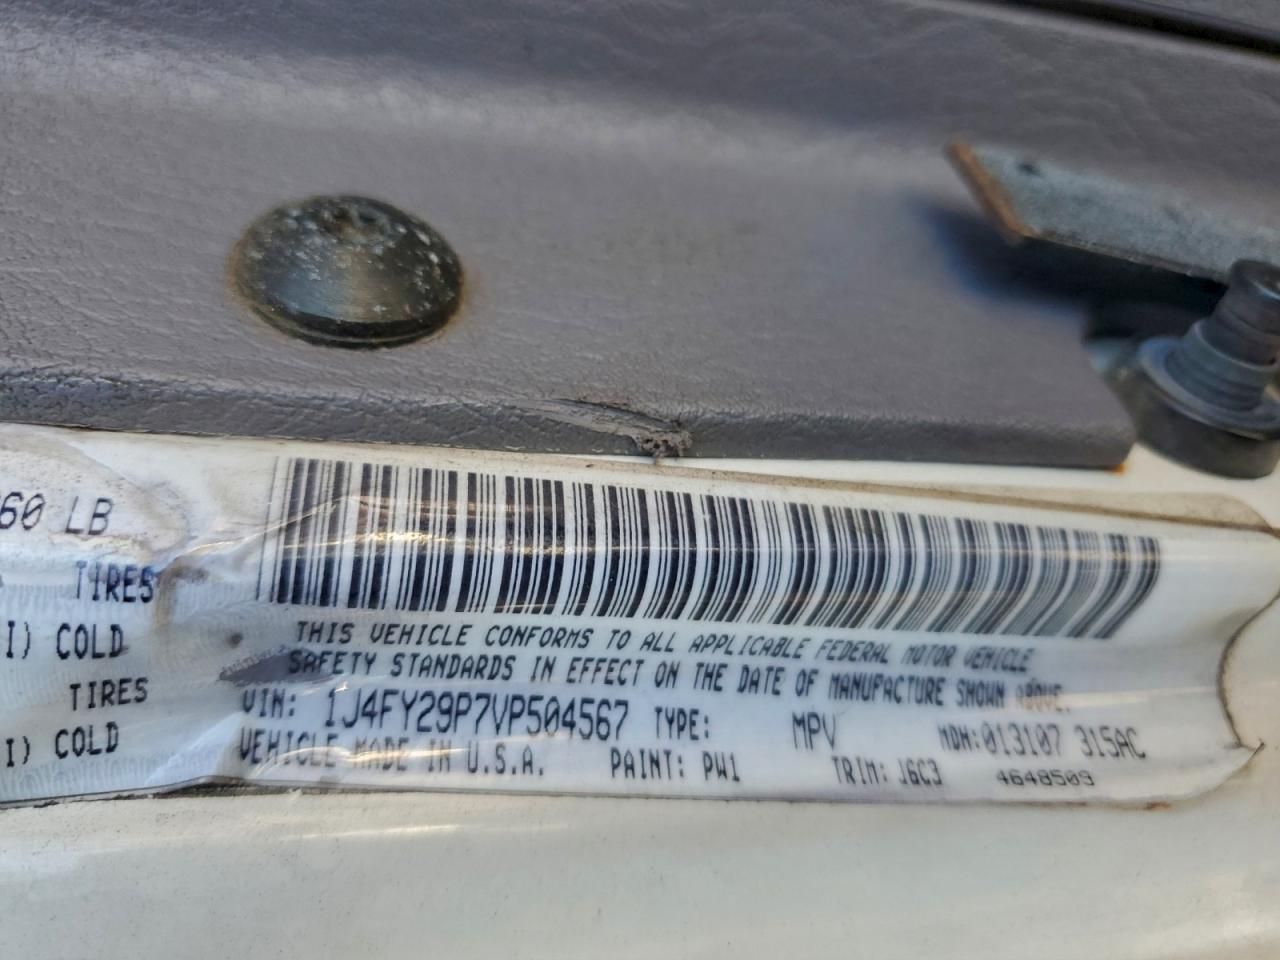 60 LB
TIRES
I) COLD
TIRES
I) COLD
THIS VEHICLE CONFORMS TO ALL APPLICABLE FEDERAL MOTOR VEHICLE
SAFETY STANDARDS IN EFFECT ON THE DATE OF MANUFACTURE SHOWN ABOVE.
VIN: 1J4FY29P7VP504567 TYPE: MPV MDH:013107 315AC
VEHICLE MADE IN U.S.A. PAINT: PW1 TRIM: J6C3 4648509